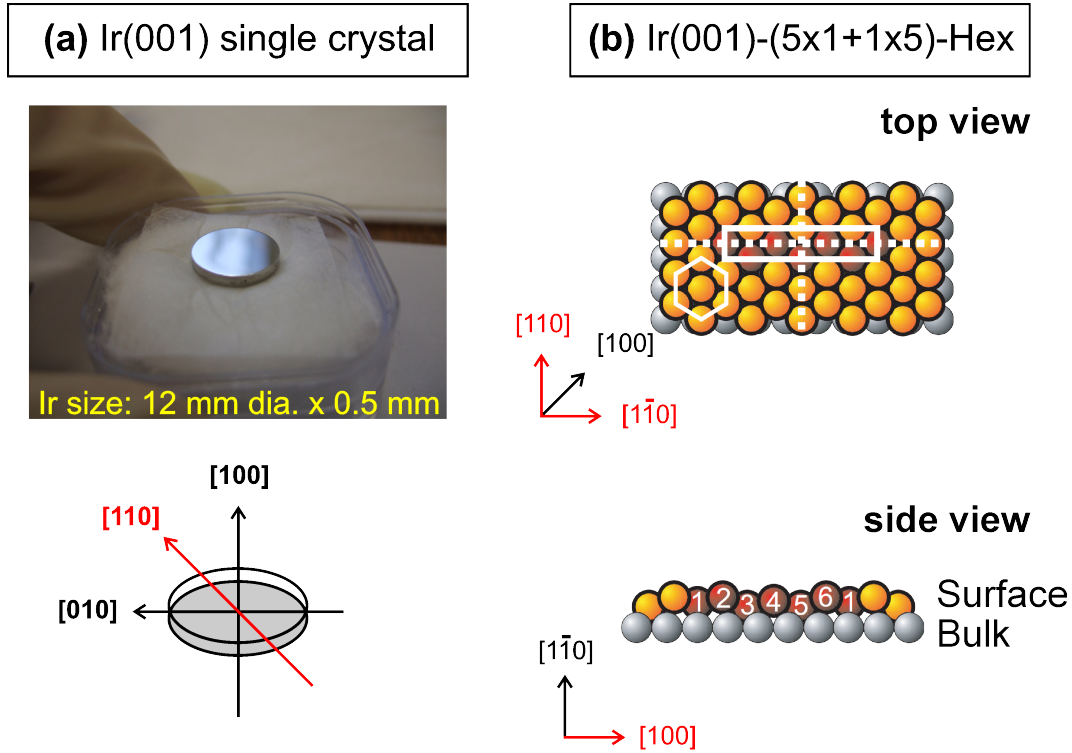 (a) Ir(001) single crystal
Ir size: 12 mm dia. x 0.5 mm
[100]
[110]
[010]
(b) Ir(001)-(5x1+1x5)-Hex
top view
[110]
[100]
[11̄0]
side view
1 2 3 4 5 6 1
Surface
Bulk
[11̄0]
[100]